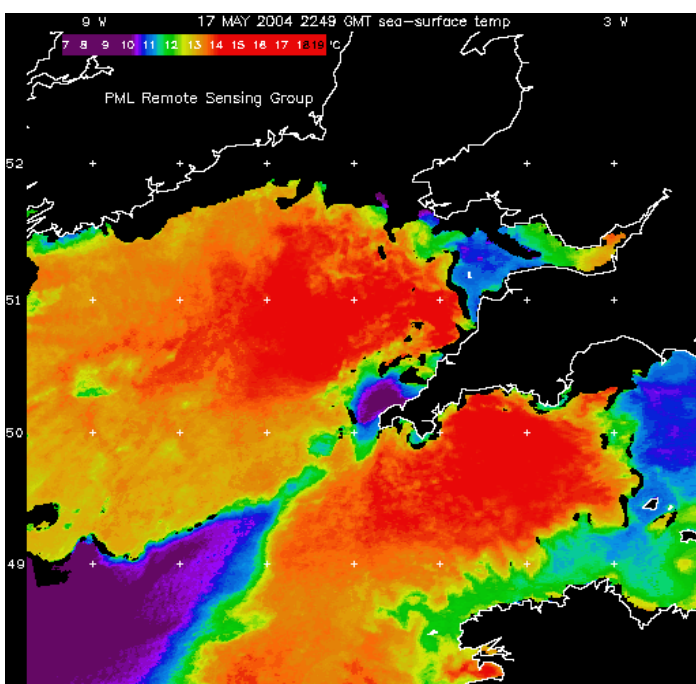 9 W 17 MAY 2004 2249 GMT sea-surface temp 3 W
7 8 9 10 11 12 13 14 15 16 17 1819 °C
PML Remote Sensing Group
52
51
50
49